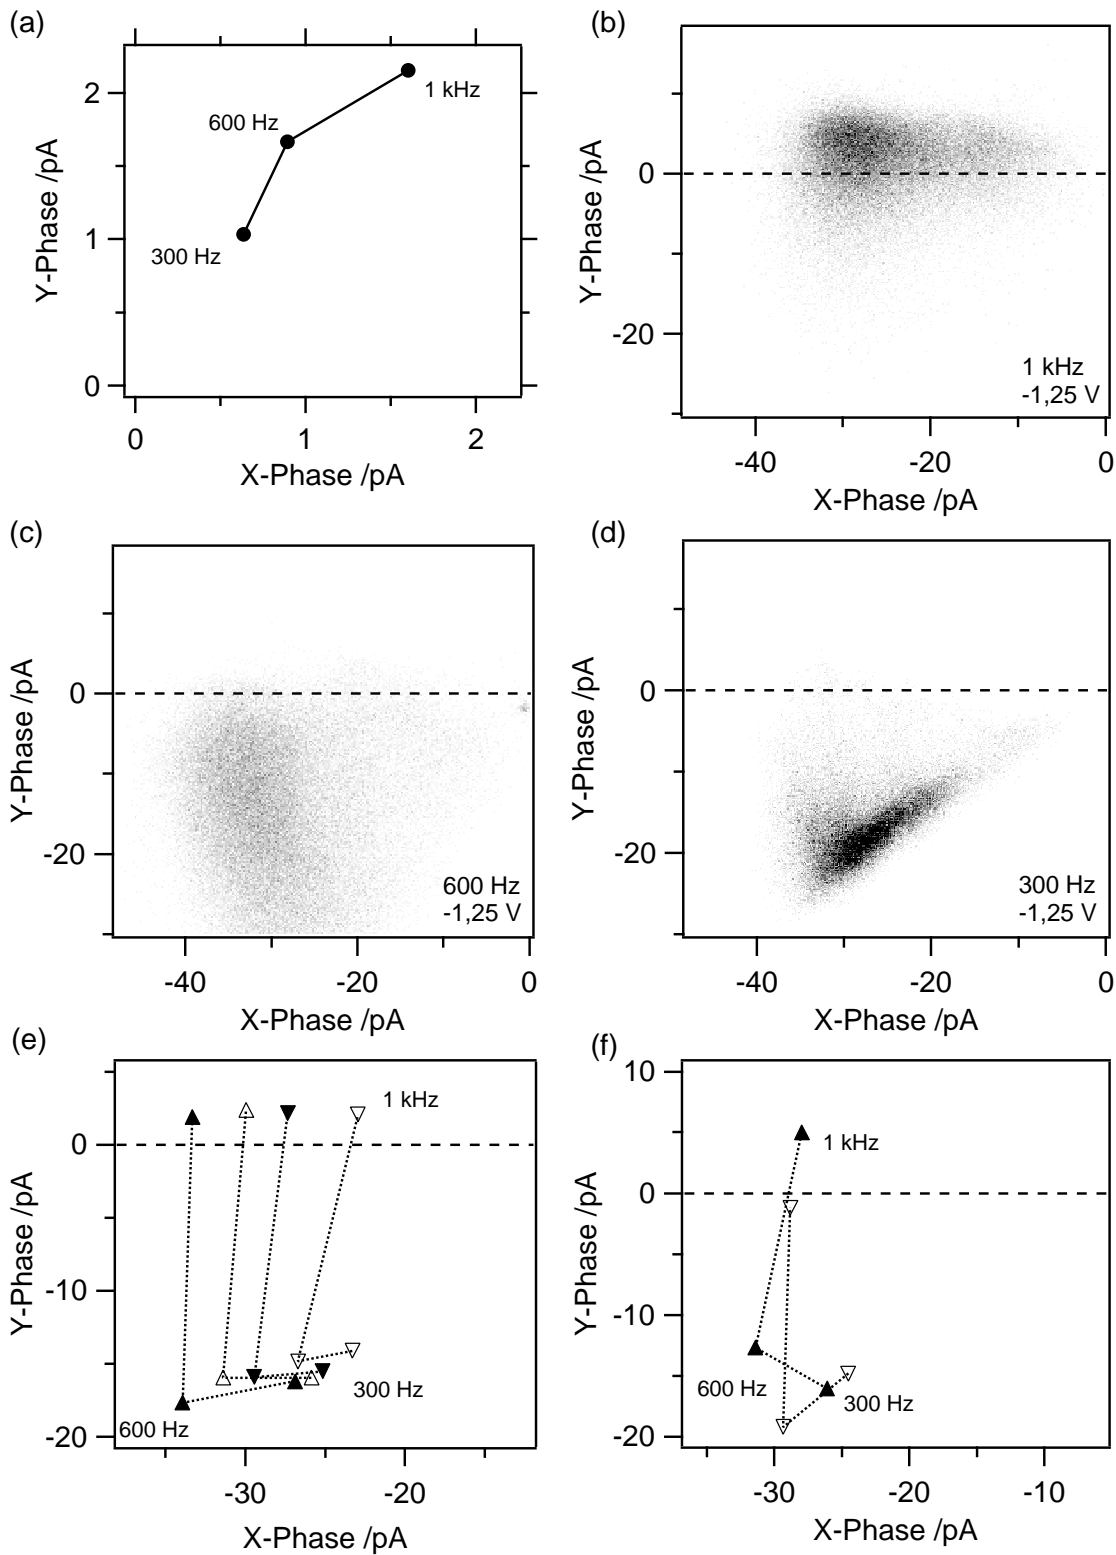 (a)
2
1
0
Y-Phase /pA
1 kHz
600 Hz
300 Hz
0 1 2
X-Phase /pA
(b)
0
-20
Y-Phase /pA
1 kHz
-1,25 V
-40 -20 0
X-Phase /pA
(c)
0
-20
Y-Phase /pA
600 Hz
-1,25 V
-40 -20 0
X-Phase /pA
(d)
0
-20
Y-Phase /pA
300 Hz
-1,25 V
-40 -20 0
X-Phase /pA
(e)
0
-10
-20
Y-Phase /pA
1 kHz
300 Hz
600 Hz
-30 -20
X-Phase /pA
(f)
10
0
-10
-20
Y-Phase /pA
1 kHz
600 Hz
300 Hz
-30 -20 -10
X-Phase /pA